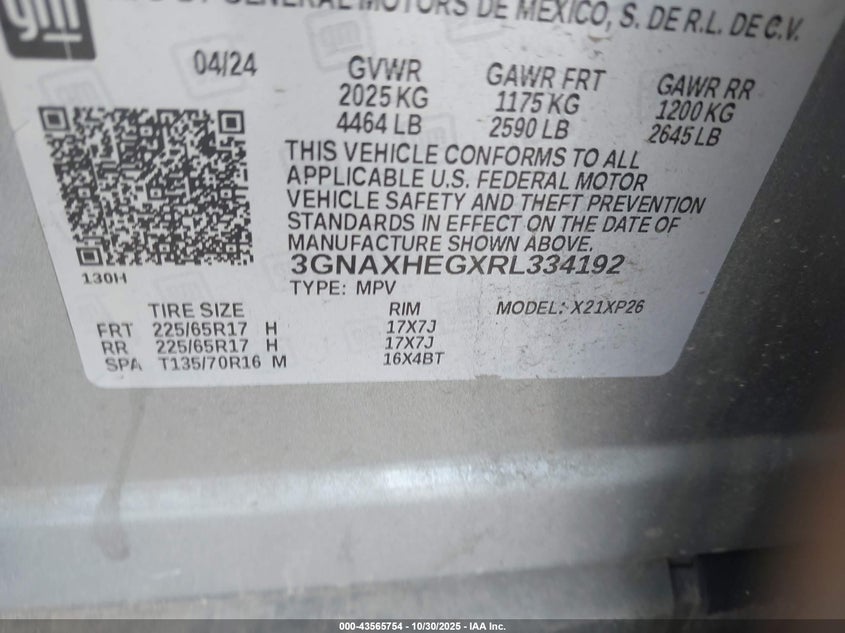 gm
BY GENERAL MOTORS DE MEXICO, S. DE R.L. DE C.V.
04/24 GVWR GAWR FRT GAWR RR
2025 KG 1175 KG 1200 KG
4464 LB 2590 LB 2645 LB
THIS VEHICLE CONFORMS TO ALL
APPLICABLE U.S. FEDERAL MOTOR
VEHICLE SAFETY AND THEFT PREVENTION
STANDARDS IN EFFECT ON THE DATE OF
MANUFACTURE SHOWN ABOVE.
3GNAXHEGXRL334192
130H
TYPE: MPV
TIRE SIZE RIM MODEL: X21XP26
FRT 225/65R17 H 17X7J
RR 225/65R17 H 17X7J
SPA T135/70R16 M 16X4BT
000-43565754 - 10/30/2025 - IAA Inc.